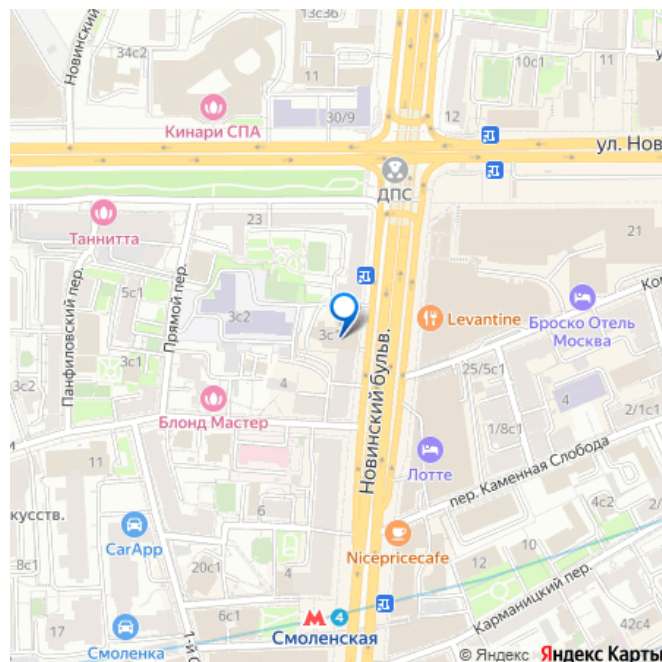 13с36
Новинский
34с2
11
10с1
11
Кинари СПА
30/9
12
ул. Нов
ДПС
23
21
Таннитта
5с1
Прямой пер.
Панфиловский пер.
3с2
Levantine
Броско Отель
Москва
3с1
3с2
4
25/5с1
4
2/1с1
Блонд Мастер
Новинский бульв.
1/8с1
11
Лотте
пер. Каменная Слобода
4с2
кусств.
6
CarApp
Nicepricecafe
8с1
20с1
4
12
10
Карманицкий пер.
6с1
4
17
Смоленская
42с4
Смоленка
1-й С
© Яндекс Яндекс Карты